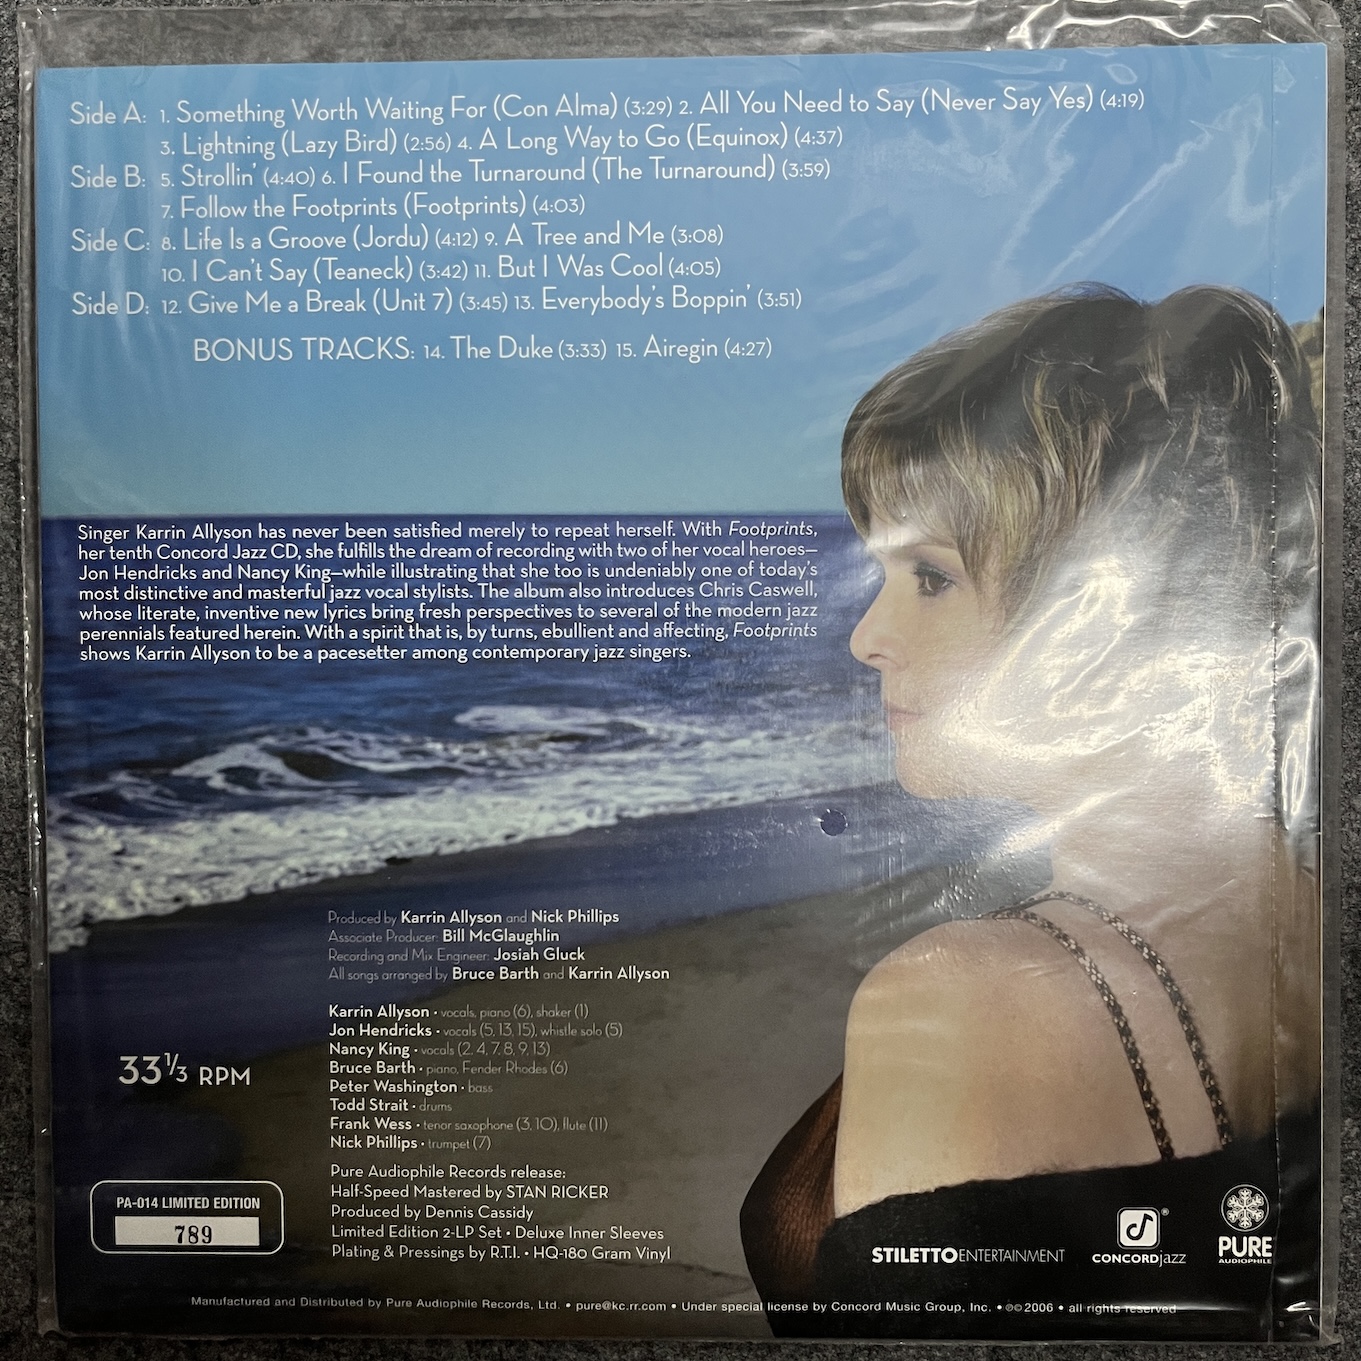 Side A: 1. Something Worth Waiting For (Con Alma) (3:29) 2. All You Need to Say (Never Say Yes) (4:19)
3. Lightning (Lazy Bird) (2:56) 4. A Long Way to Go (Equinox) (4:37)
Side B: 5. Strollin' (4:40) 6. I Found the Turnaround (The Turnaround) (3:59)
7. Follow the Footprints (Footprints) (4:03)
Side C: 8. Life Is a Groove (Jordu) (4:12) 9. A Tree and Me (3:08)
10. I Can't Say (Teaneck) (3:42) 11. But I Was Cool (4:05)
Side D: 12. Give Me a Break (Unit 7) (3:45) 13. Everybody's Boppin' (3:51)
BONUS TRACKS: 14. The Duke (3:33) 15. Airegin (4:27)
Singer Karrin Allyson has never been satisfied merely to repeat herself. With Footprints,
her tenth Concord Jazz CD, she fulfills the dream of recording with two of her vocal heroes—
Jon Hendricks and Nancy King—while illustrating that she too is undeniably one of today's
most distinctive and masterful jazz vocal stylists. The album also introduces Chris Caswell,
whose literate, inventive new lyrics bring fresh perspectives to several of the modern jazz
perennials featured herein. With a spirit that is, by turns, ebullient and affecting, Footprints
shows Karrin Allyson to be a pacesetter among contemporary jazz singers.
Produced by Karrin Allyson and Nick Phillips
Associate Producer: Bill McGlaughlin
Recording and Mix Engineer: Josiah Gluck
All songs arranged by Bruce Barth and Karrin Allyson
Karrin Allyson • vocals, piano (6), shaker (1)
Jon Hendricks • vocals (5, 13, 15), whistle solo (5)
Nancy King • vocals (2, 4, 7, 8, 9, 13)
Bruce Barth • piano, Fender Rhodes (6)
Peter Washington • bass
Todd Strait • drums
Frank Wess • tenor saxophone (3, 10), flute (11)
Nick Phillips • trumpet (7)
33 1/3 RPM
Pure Audiophile Records release:
Half-Speed Mastered by STAN RICKER
Produced by Dennis Cassidy
Limited Edition 2-LP Set • Deluxe Inner Sleeves
Plating & Pressings by R.T.I. • HQ-180 Gram Vinyl
PA-014 LIMITED EDITION
789
STILETTOENTERTAINMENT
CONCORDjazz
®
PURE
AUDIOPHILE
Manufactured and Distributed by Pure Audiophile Records, Ltd. • pure@kc.rr.com • Under special license by Concord Music Group, Inc. • ℗©2006 • all rights reserved